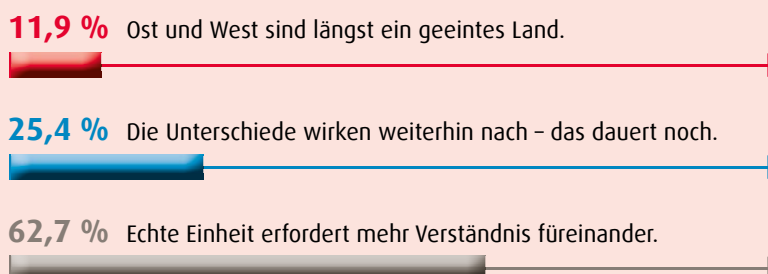 11,9 % Ost und West sind längst ein geeintes Land.
25,4 % Die Unterschiede wirken weiterhin nach – das dauert noch.
62,7 % Echte Einheit erfordert mehr Verständnis füreinander.